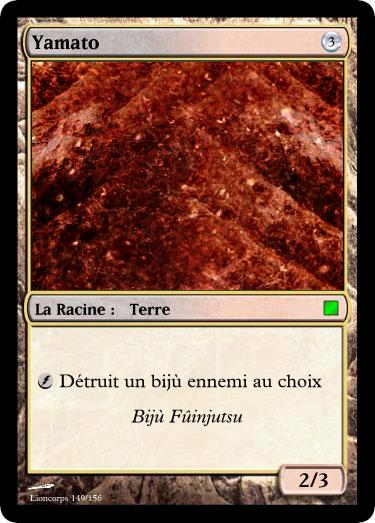 Yamato 3
La Racine : Terre
Détruit un bijù ennemi au choix
Bijù Fûinjutsu
2/3
Lioncorps 149/156